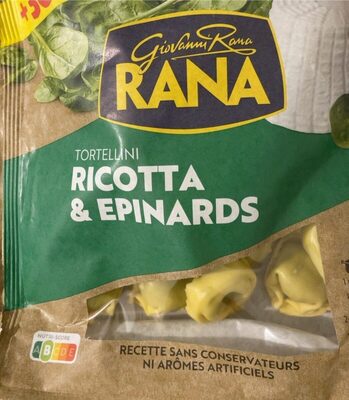 Giovanni Rana
RANA
TORTELLINI
RICOTTA
& EPINARDS
NUTRI-SCORE
A B C D E
RECETTE SANS CONSERVATEURS
NI ARÔMES ARTIFICIELS